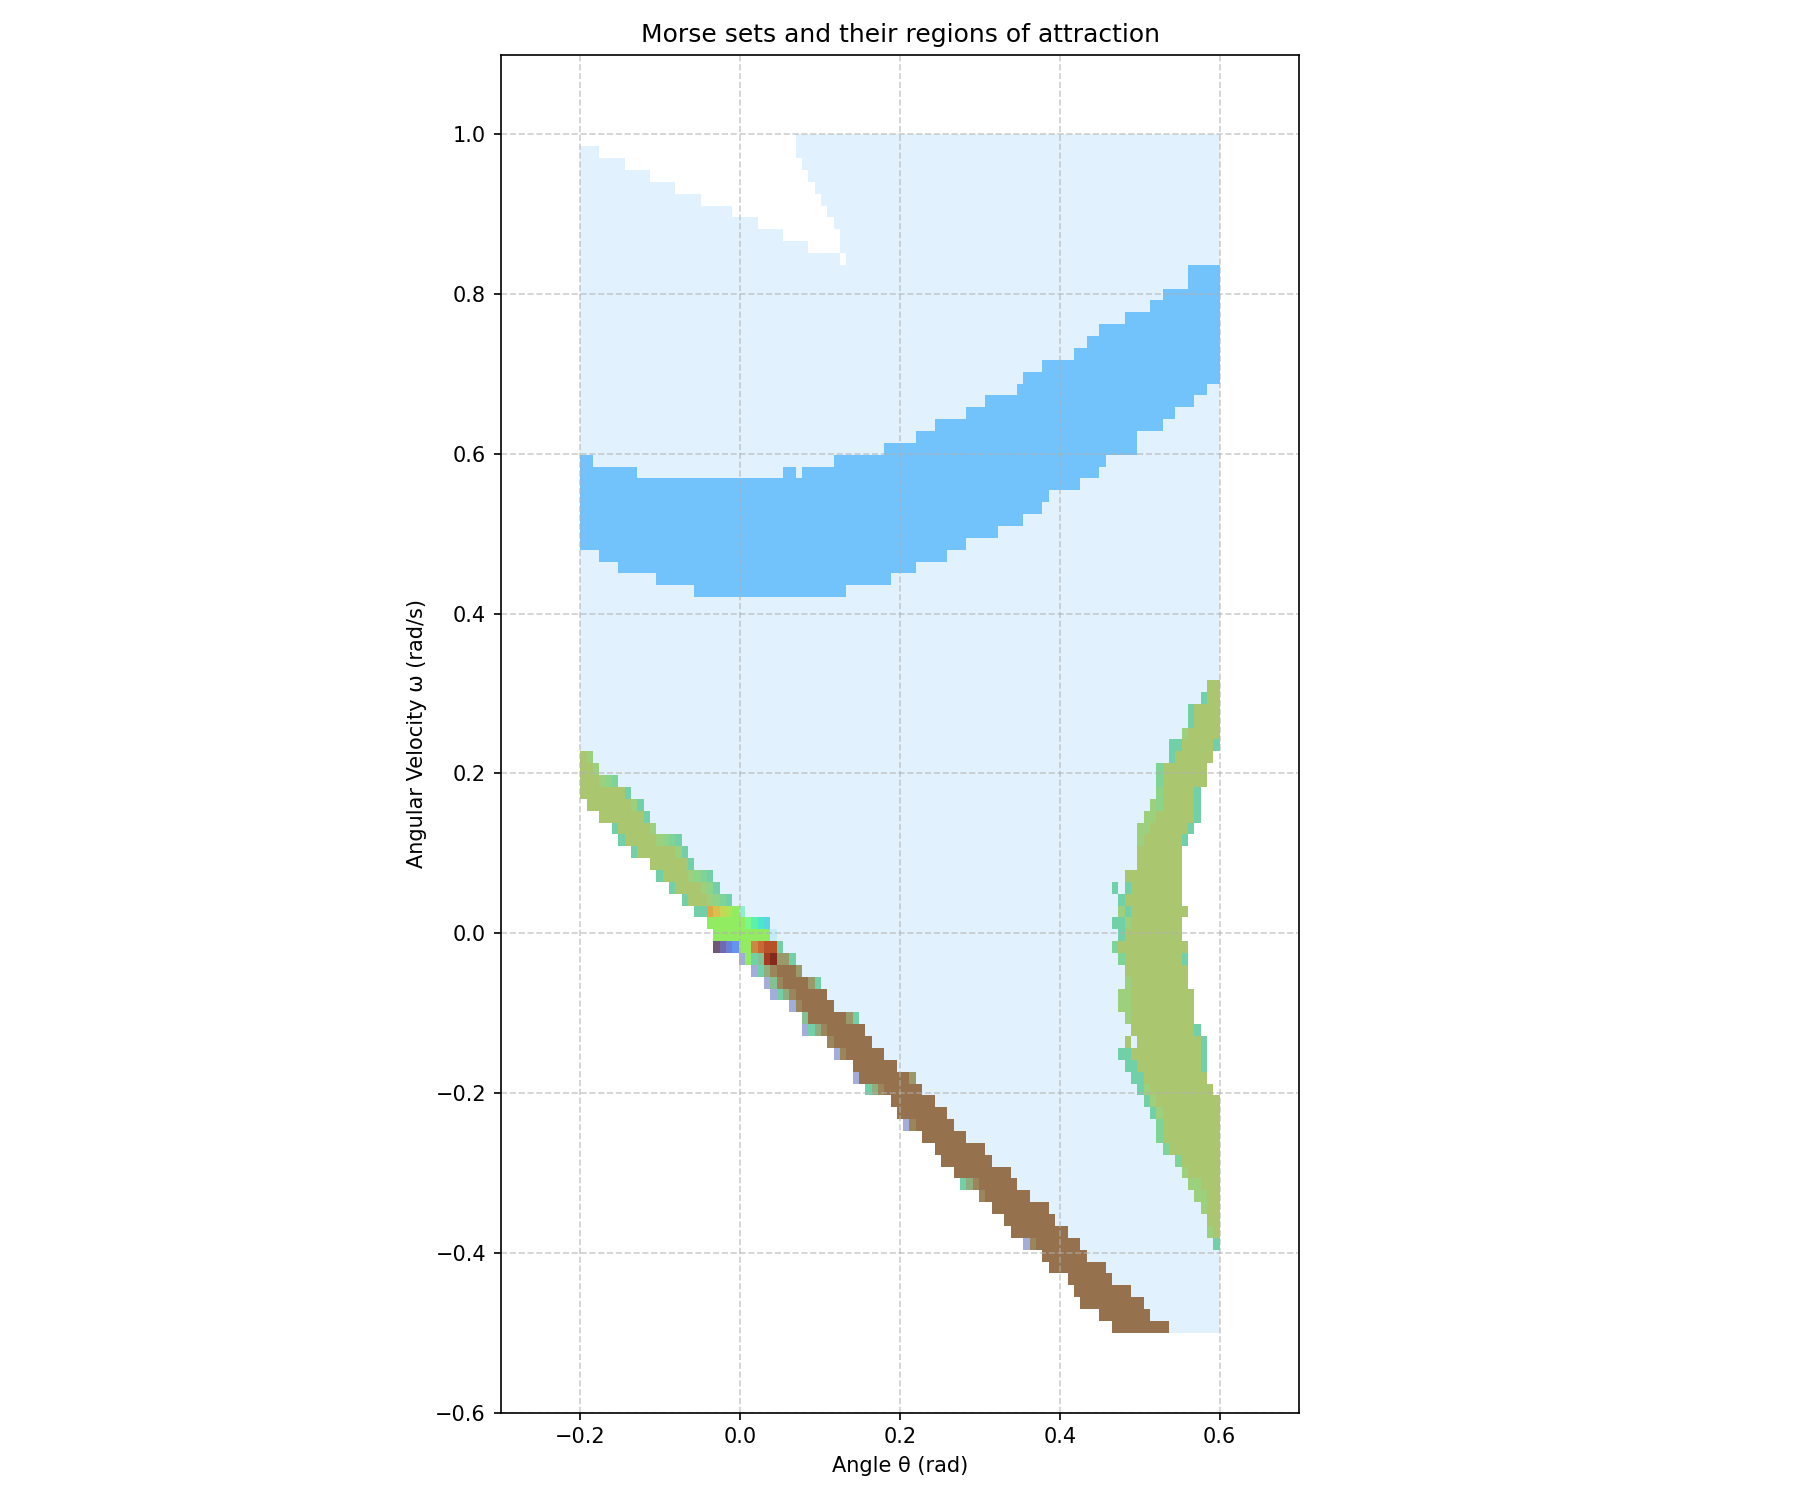 Morse sets and their regions of attraction
1.0
0.8
0.6
0.4
0.2
0.0
−0.2
−0.4
−0.6
Angular Velocity ω (rad/s)
−0.2 0.0 0.2 0.4 0.6
Angle θ (rad)